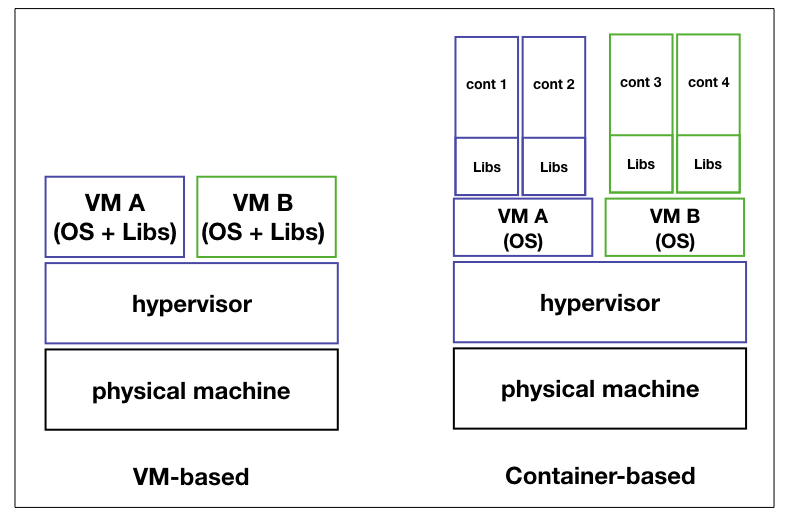 VM A
(OS + Libs)
VM B
(OS + Libs)
hypervisor
physical machine
VM-based
cont 1
cont 2
cont 3
cont 4
Libs
Libs
Libs
Libs
VM A
(OS)
VM B
(OS)
hypervisor
physical machine
Container-based